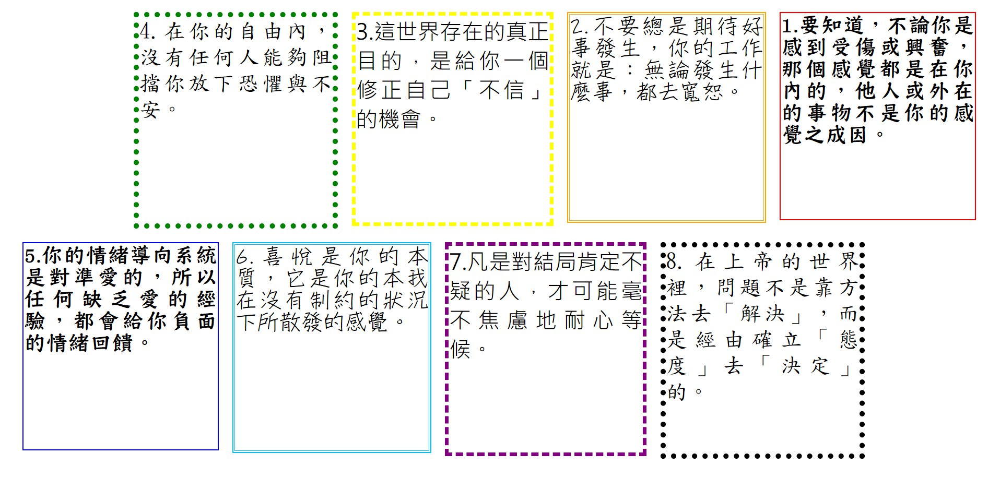 1.要知道，不論你是
感到受傷或興奮，
那個感覺都是在你
內的，他人或外在
的事物不是你的感
覺之成因。
2.不要總是期待好
事發生，你的工作
就是：無論發生什
麼事，都去寬恕。
3.這世界存在的真正
目的，是給你一個
修正自己「不信」
的機會。
4. 在你的自由內，
沒有任何人能夠阻
擋你放下恐懼與不
安。
5.你的情緒導向系統
是對準愛的，所以
任何缺乏愛的經
驗，都會給你負面
的情緒回饋。
6. 喜悅是你的本
質，它是你的本我
在沒有制約的狀況
下所散發的感覺。
7.凡是對結局肯定不
疑的人，才可能毫
不焦慮地耐心等
候。
8. 在上帝的世界
裡，問題不是靠方
法去「解決」，而
是經由確立「態
度」去「決定」
的。